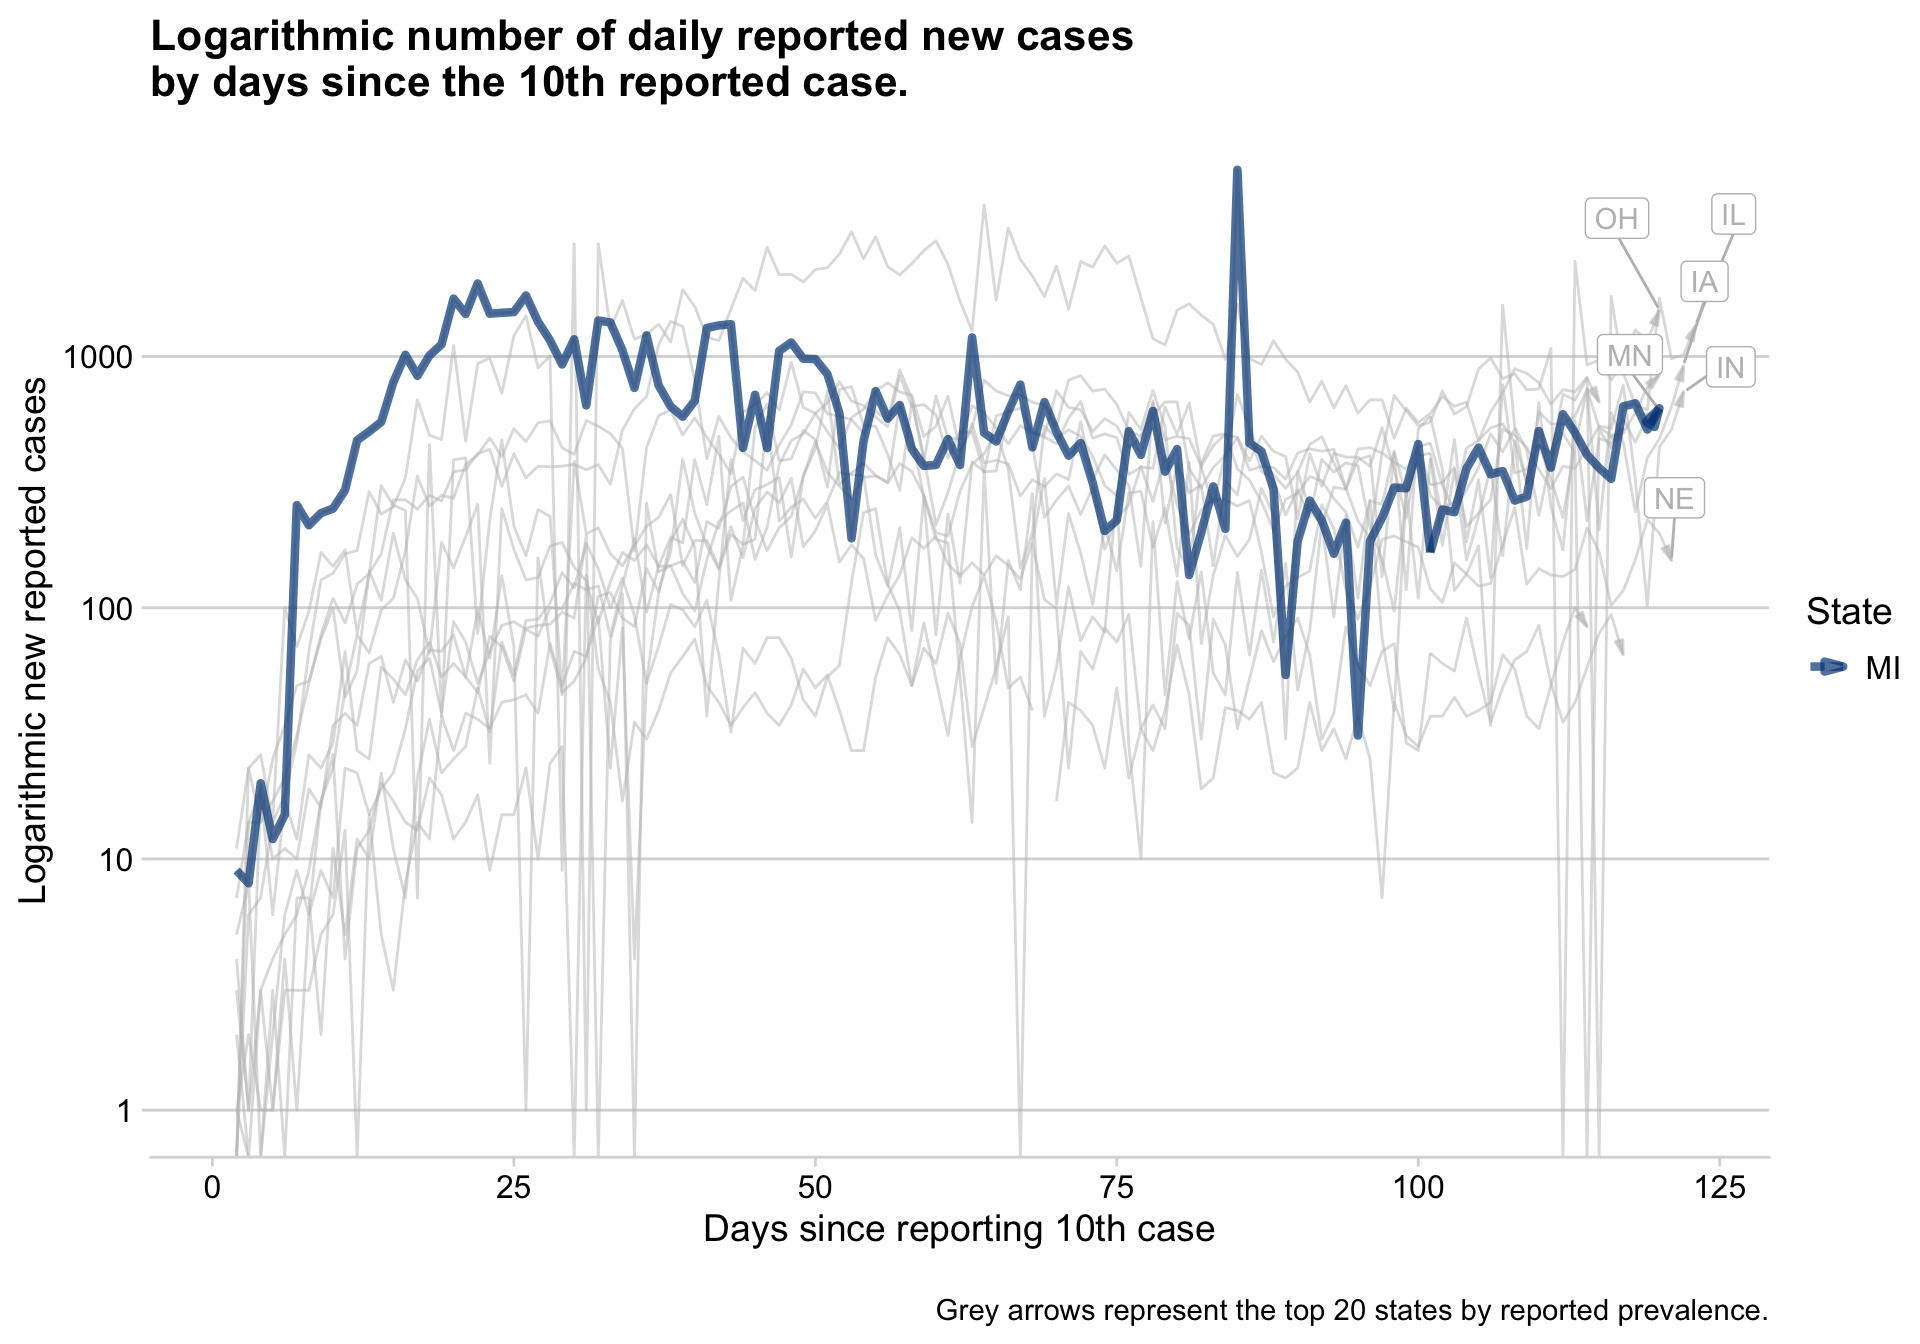 Logarithmic number of daily reported new cases
by days since the 10th reported case.
Logarithmic new reported cases
1000
100
10
1
OH
IL
IA
MN
IN
NE
State
MI
0
25
50
75
100
125
Days since reporting 10th case
Grey arrows represent the top 20 states by reported prevalence.